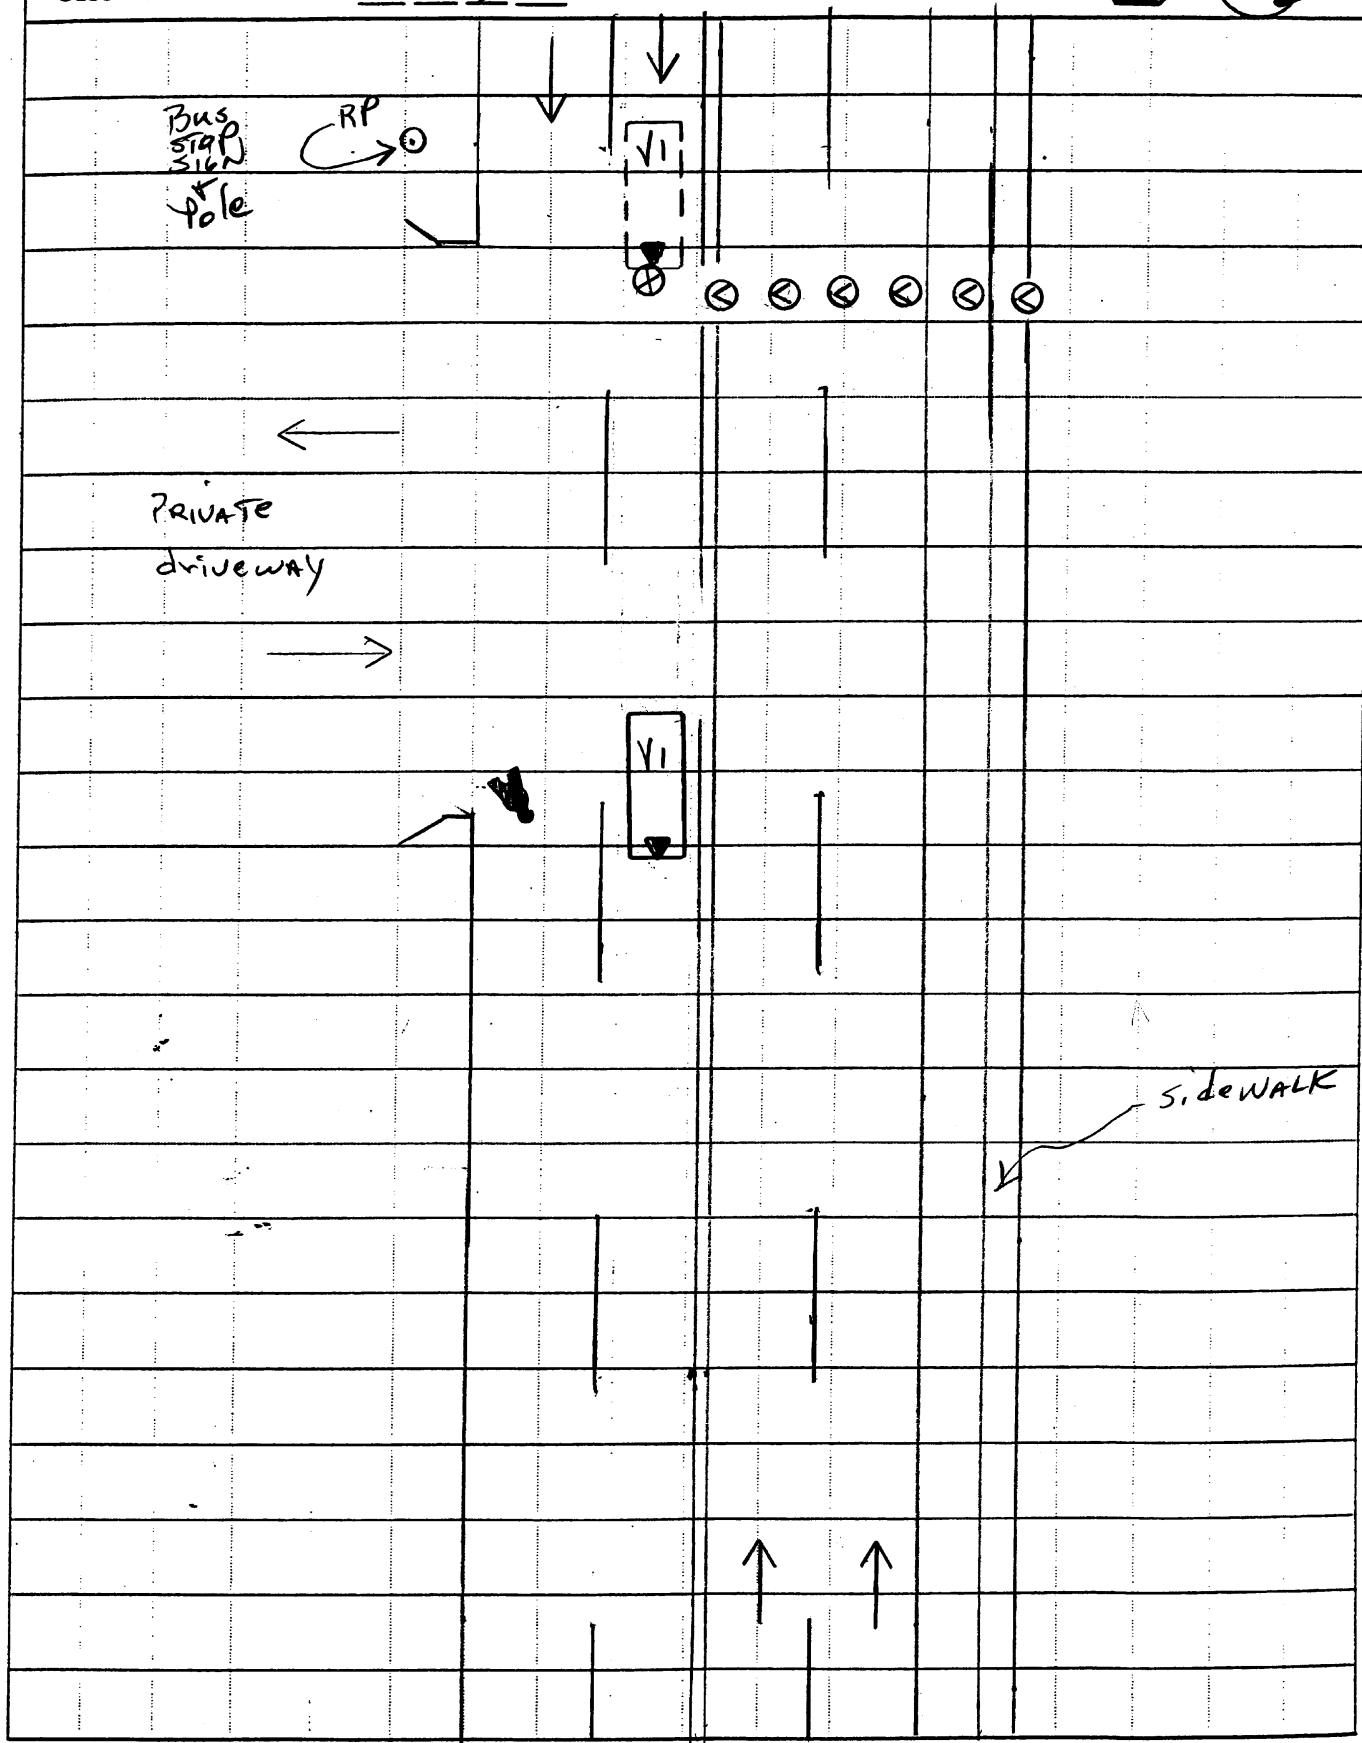 Bus
STOP
SIGN
+
Pole
RP
V1
PRIVATE
driveway
V1
sideWALK